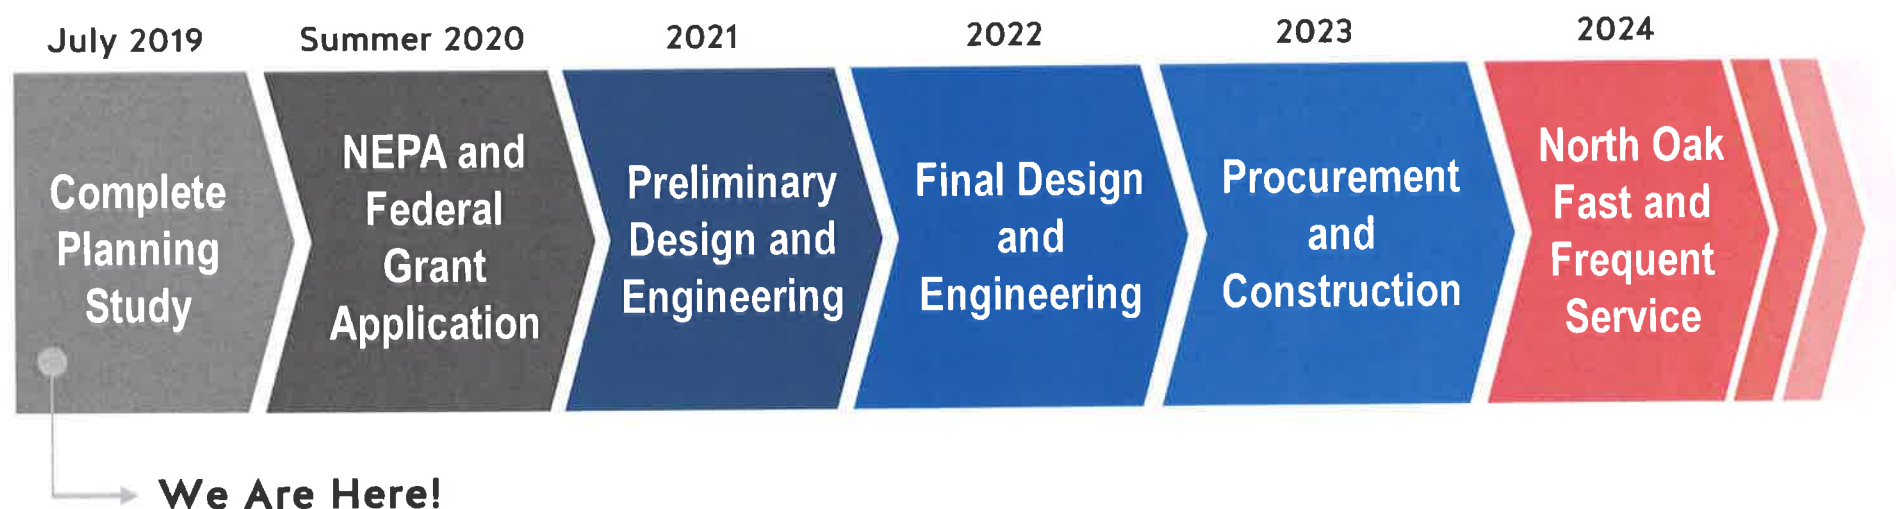 July 2019
Summer 2020
2021
2022
2023
2024
Complete
Planning
Study
NEPA and
Federal
Grant
Application
Preliminary
Design and
Engineering
Final Design
and
Engineering
Procurement
and
Construction
North Oak
Fast and
Frequent
Service
We Are Here!